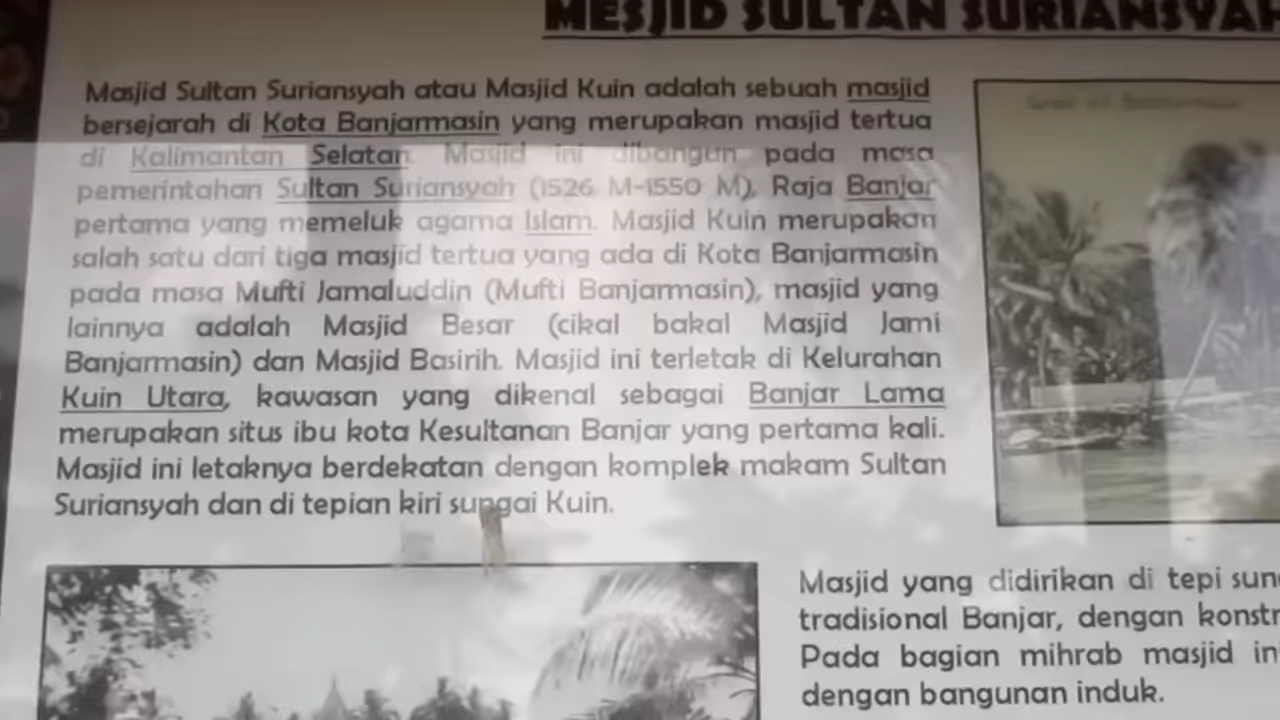 MESJID SULTAN SURIANSYAH
Masjid Sultan Suriansyah atau Masjid Kuin adalah sebuah masjid
bersejarah di Kota Banjarmasin yang merupakan masjid tertua
di Kalimantan Selatan. Masjid ini dibangun pada masa
pemerintahan Sultan Suriansyah (1526 M-1550 M), Raja Banjar
pertama yang memeluk agama Islam. Masjid Kuin merupakan
salah satu dari tiga masjid tertua yang ada di Kota Banjarmasin
pada masa Mufti Jamaluddin (Mufti Banjarmasin), masjid yang
lainnya adalah Masjid Besar (cikal bakal Masjid Jami
Banjarmasin) dan Masjid Basirih. Masjid ini terletak di Kelurahan
Kuin Utara, kawasan yang dikenal sebagai Banjar Lama
merupakan situs ibu kota Kesultanan Banjar yang pertama kali.
Masjid ini letaknya berdekatan dengan komplek makam Sultan
Suriansyah dan di tepian kiri sungai Kuin.
Masjid yang didirikan di tepi
tradisional Banjar, dengan
Pada bagian mihrab masjid
dengan bangunan induk.